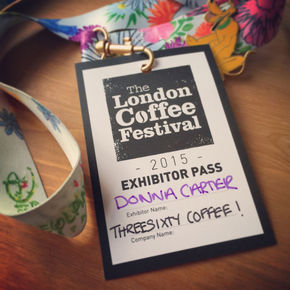 The
London
Coffee
Festival
- 2015 -
EXHIBITOR PASS
DONNA CARTER
Exhibitor Name:
THREESIXTY COFFEE!
Company Name: